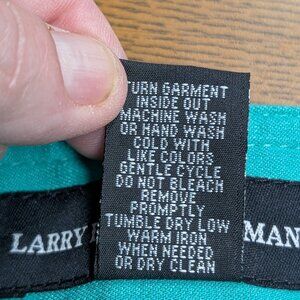 TURN GARMENT
INSIDE OUT
MACHINE WASH
OR HAND WASH
COLD WITH
LIKE COLORS
GENTLE CYCLE
DO NOT BLEACH
REMOVE
PROMPTLY
TUMBLE DRY LOW
WARM IRON
WHEN NEEDED
OR DRY CLEAN
LARRY
MAN